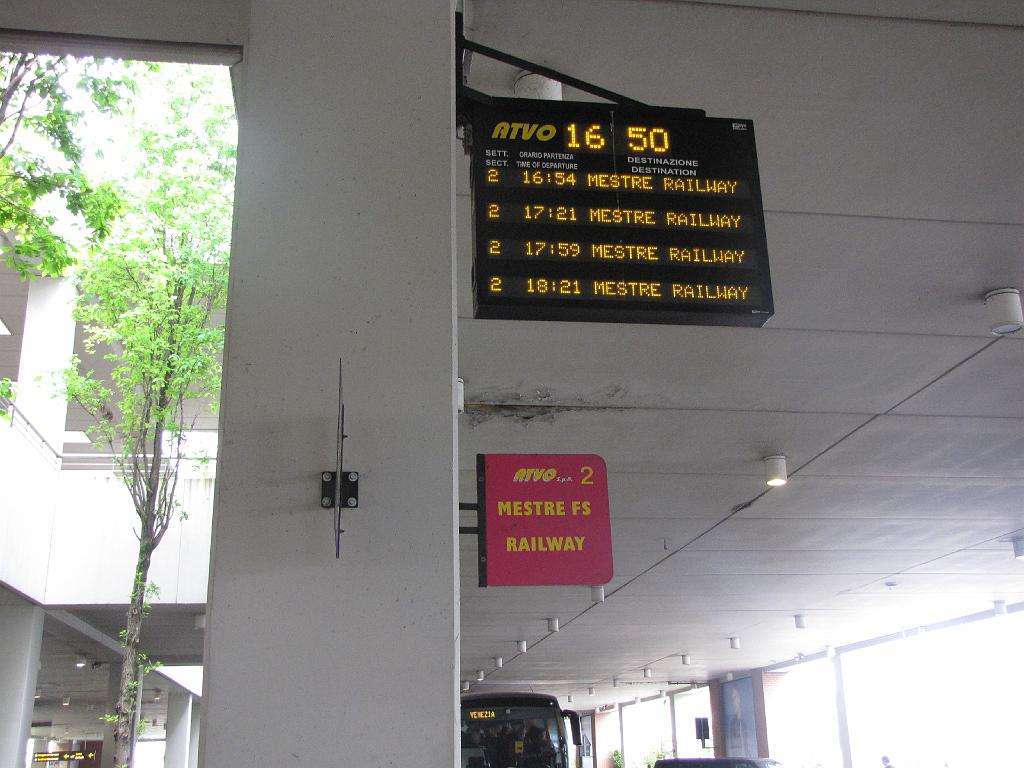 ATVO 16 50
SETT. ORARIO PARTENZA DESTINAZIONE
SECT. TIME OF DEPARTURE DESTINATION
2 16:54 MESTRE RAILWAY
2 17:21 MESTRE RAILWAY
2 17:59 MESTRE RAILWAY
2 18:21 MESTRE RAILWAY
ATVO S.p.A. 2
MESTRE FS
RAILWAY
VENEZIA